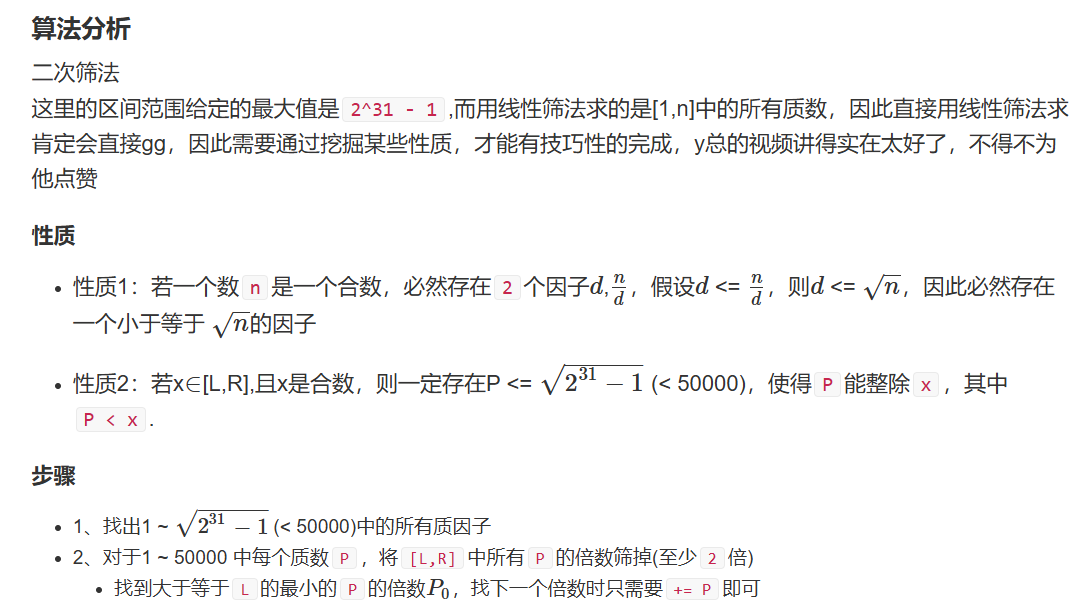 算法分析
二次筛法
这里的区间范围给定的最大值是 2^31 - 1 ,而用线性筛法求的是[1,n]中的所有质数，因此直接用线性筛法求
肯定会直接gg，因此需要通过挖掘某些性质，才能有技巧性的完成，y总的视频讲得实在太好了，不得不为
他点赞
性质
• 性质1：若一个数 n 是一个合数，必然存在 2 个因子d,\frac{n}{d}，假设d <= \frac{n}{d}，则d <= \sqrt{n}，因此必然存在
一个小于等于 \sqrt{n}的因子
• 性质2：若x∈[L,R],且x是合数，则一定存在P <= \sqrt{2^{31} - 1} (< 50000)，使得 P 能整除 x ，其中
P < x .
步骤
• 1、找出1 ~ \sqrt{2^{31} - 1} (< 50000)中的所有质因子
• 2、对于1 ~ 50000 中每个质数 P ，将 [L,R] 中所有 P 的倍数筛掉(至少 2 倍)
• 找到大于等于 L 的最小的 P 的倍数P_0，找下一个倍数时只需要 += P 即可